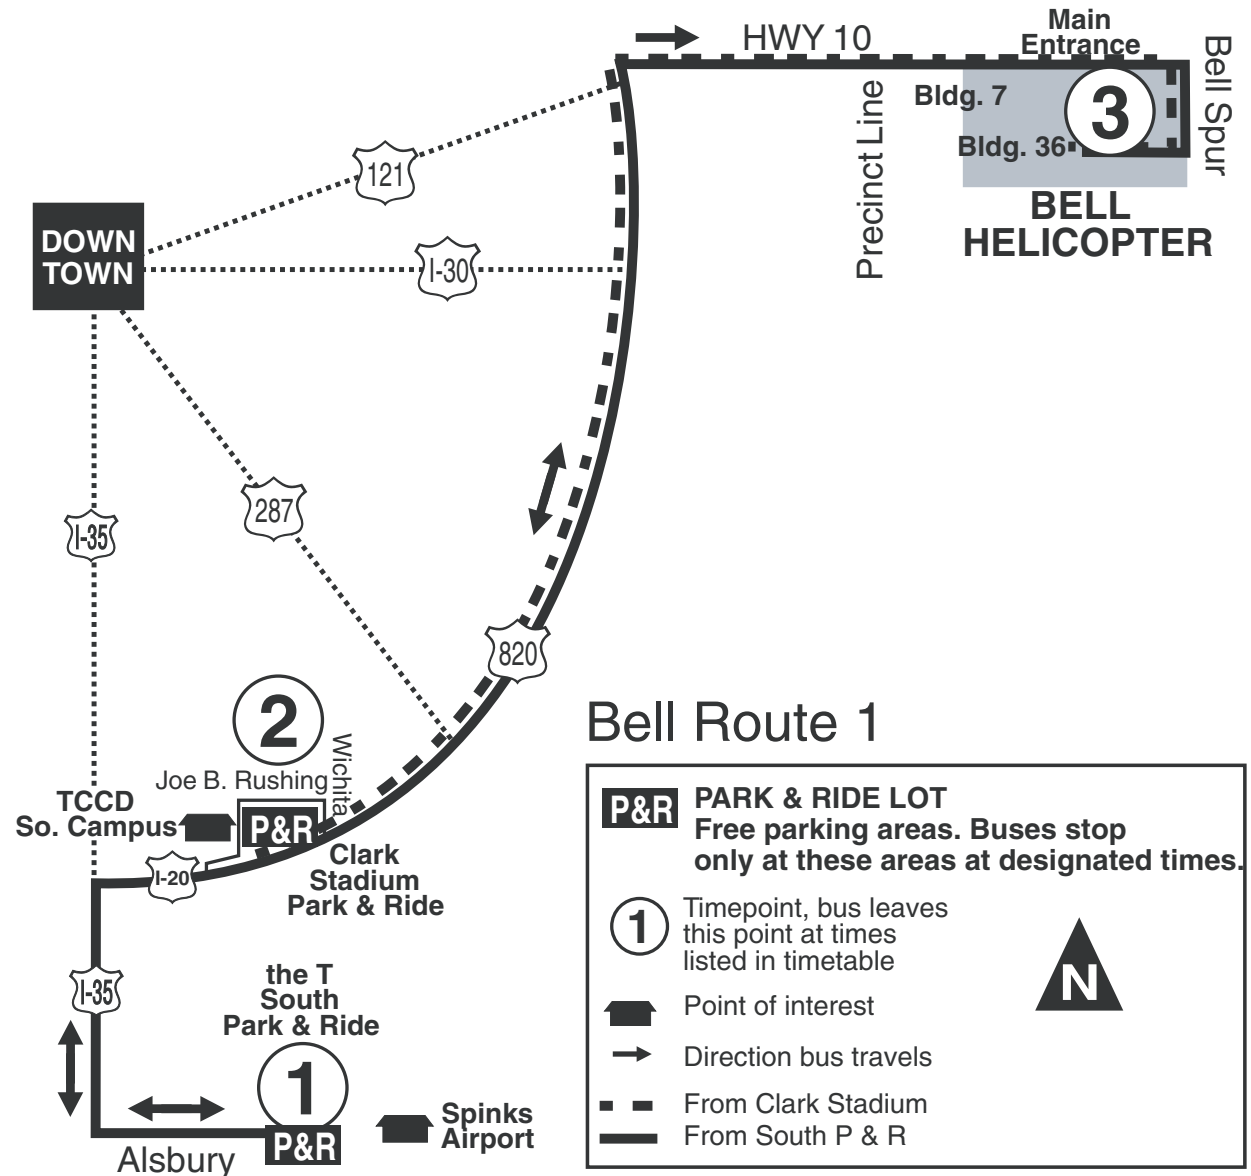 HWY 10
Main
Entrance
Bell Spur
Precinct Line
Bldg. 7
3
Bldg. 36
BELL
HELICOPTER
121
DOWN
TOWN
I-30
287
I-35
820
2
Wichita
Joe B. Rushing
TCCD
So. Campus
P&R
I-20
Clark
Stadium
Park & Ride
I-35
the T
South
Park & Ride
1
P&R
Spinks
Airport
Alsbury
Bell Route 1
P&R
PARK & RIDE LOT
Free parking areas. Buses stop
only at these areas at designated times.
1
Timepoint, bus leaves
this point at times
listed in timetable
N
Point of interest
Direction bus travels
From Clark Stadium
From South P & R